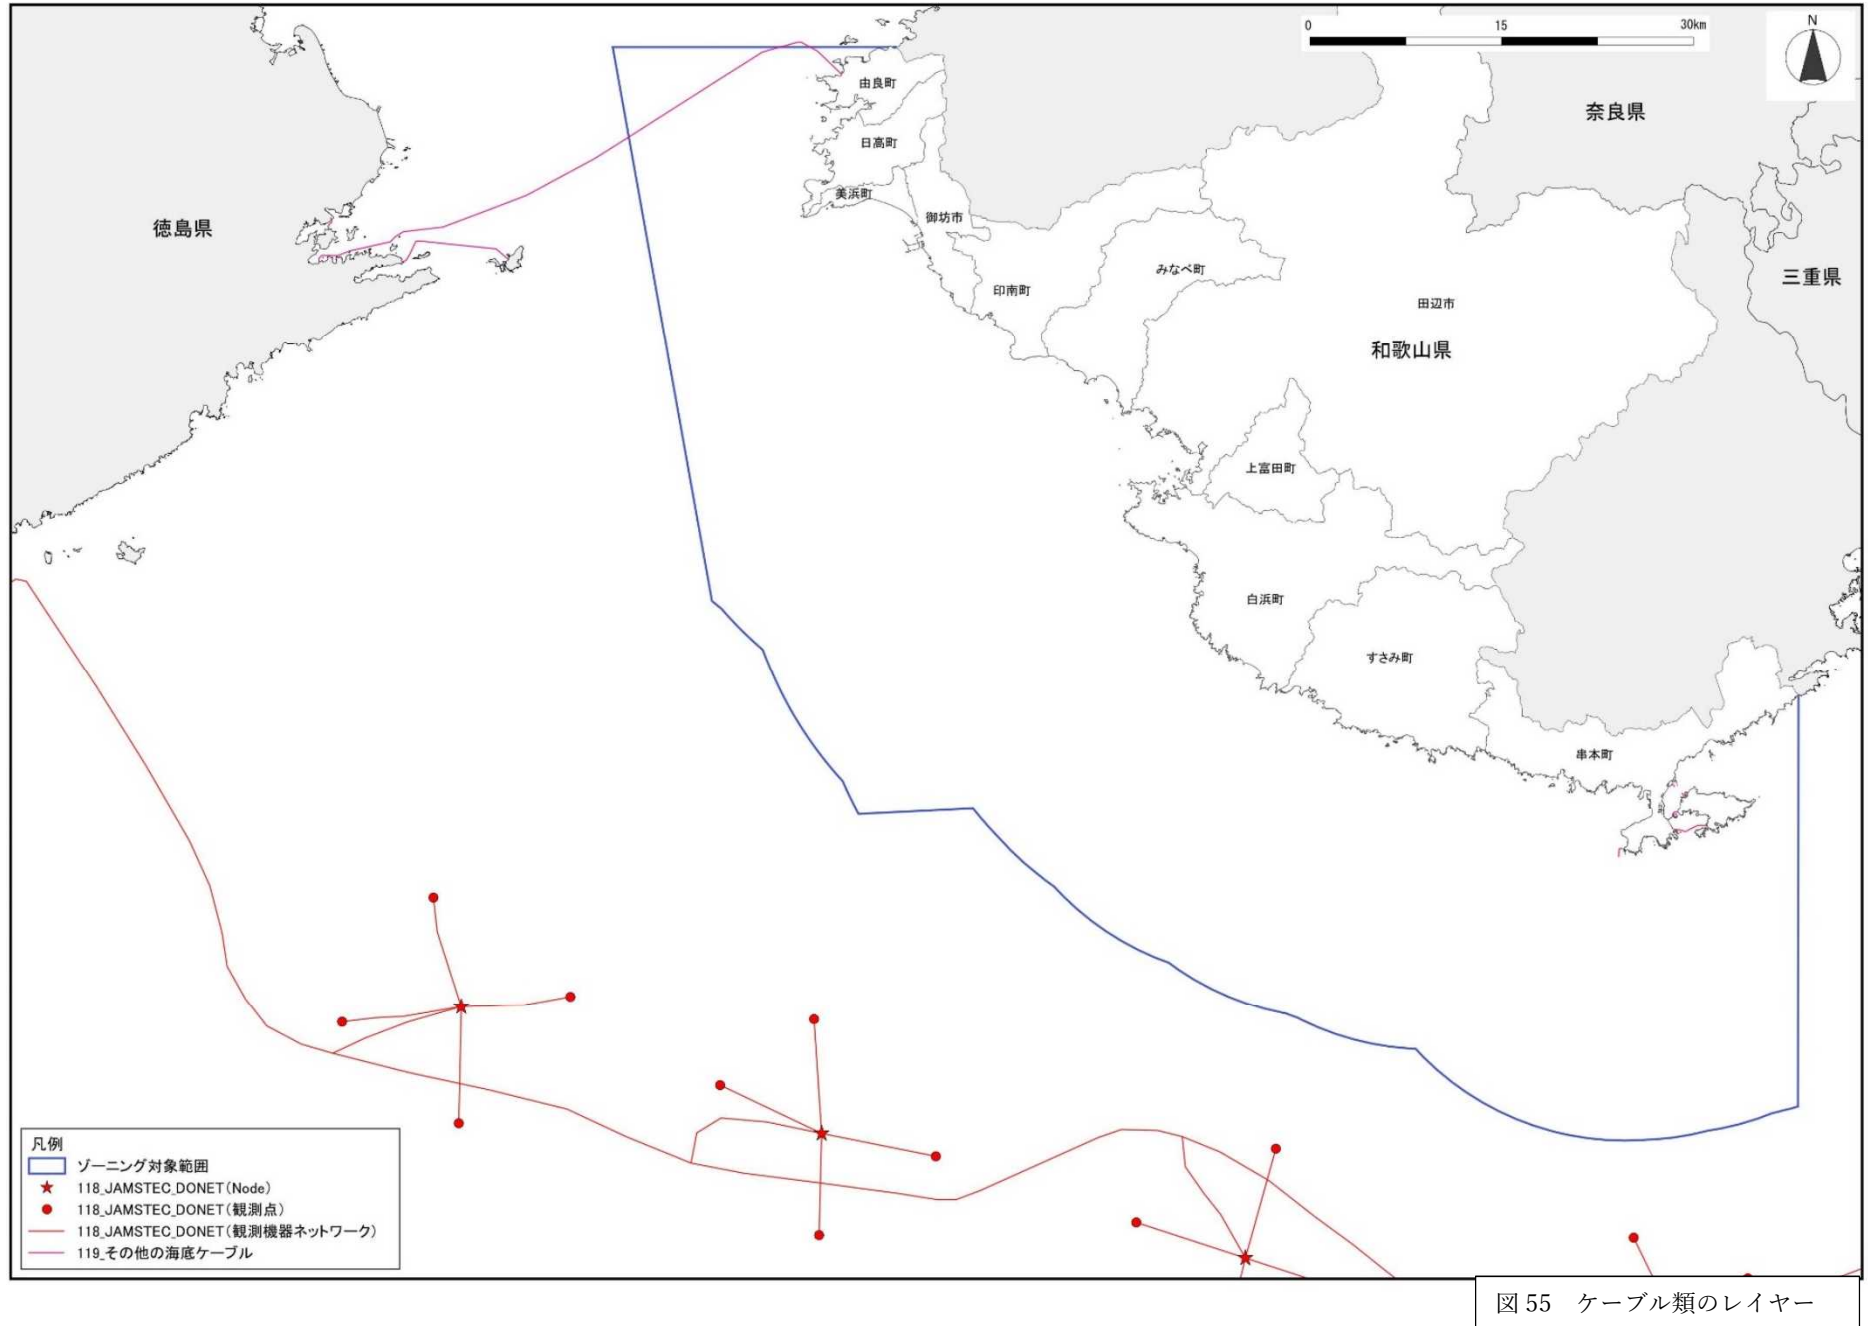 0 15 30km
N
由良町
奈良県
日高町
美浜町
御坊市
徳島県
みなべ町
三重県
印南町
田辺市
和歌山県
上富田町
白浜町
すさみ町
串本町
凡例
ゾーニング対象範囲
118_JAMSTEC_DONET(Node)
118_JAMSTEC_DONET(観測点)
118_JAMSTEC_DONET(観測機器ネットワーク)
119_その他の海底ケーブル
図 55 ケーブル類のレイヤー